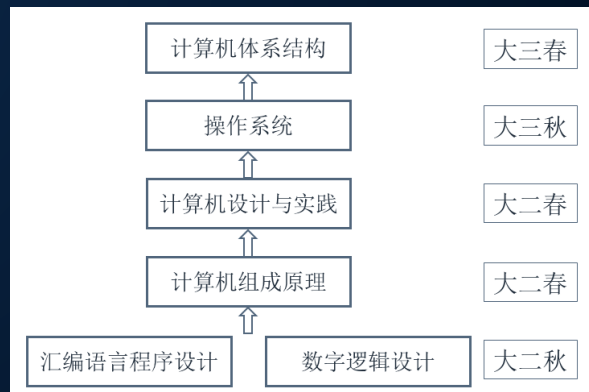 计算机体系结构 大三春
操作系统 大三秋
计算机设计与实践 大二春
计算机组成原理 大二春
汇编语言程序设计 数字逻辑设计 大二秋